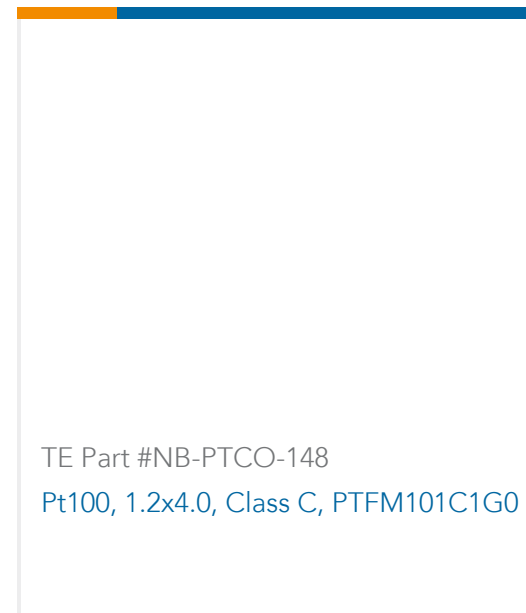 TE Part #NB-PTCO-148
Pt100, 1.2x4.0, Class C, PTFM101C1G0